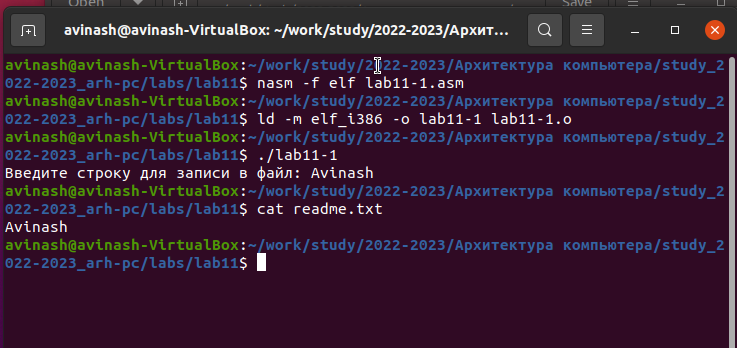 Open
Save
avinash@avinash-VirtualBox: ~/work/study/2022-2023/Архит...
avinash@avinash-VirtualBox:~/work/study/2022-2023/Архитектура компьютера/study_2
022-2023_arh-pc/labs/lab11$ nasm -f elf lab11-1.asm
avinash@avinash-VirtualBox:~/work/study/2022-2023/Архитектура компьютера/study_2
022-2023_arh-pc/labs/lab11$ ld -m elf_i386 -o lab11-1 lab11-1.o
avinash@avinash-VirtualBox:~/work/study/2022-2023/Архитектура компьютера/study_2
022-2023_arh-pc/labs/lab11$ ./lab11-1
Введите строку для записи в файл: Avinash
avinash@avinash-VirtualBox:~/work/study/2022-2023/Архитектура компьютера/study_2
022-2023_arh-pc/labs/lab11$ cat readme.txt
Avinash
avinash@avinash-VirtualBox:~/work/study/2022-2023/Архитектура компьютера/study_2
022-2023_arh-pc/labs/lab11$